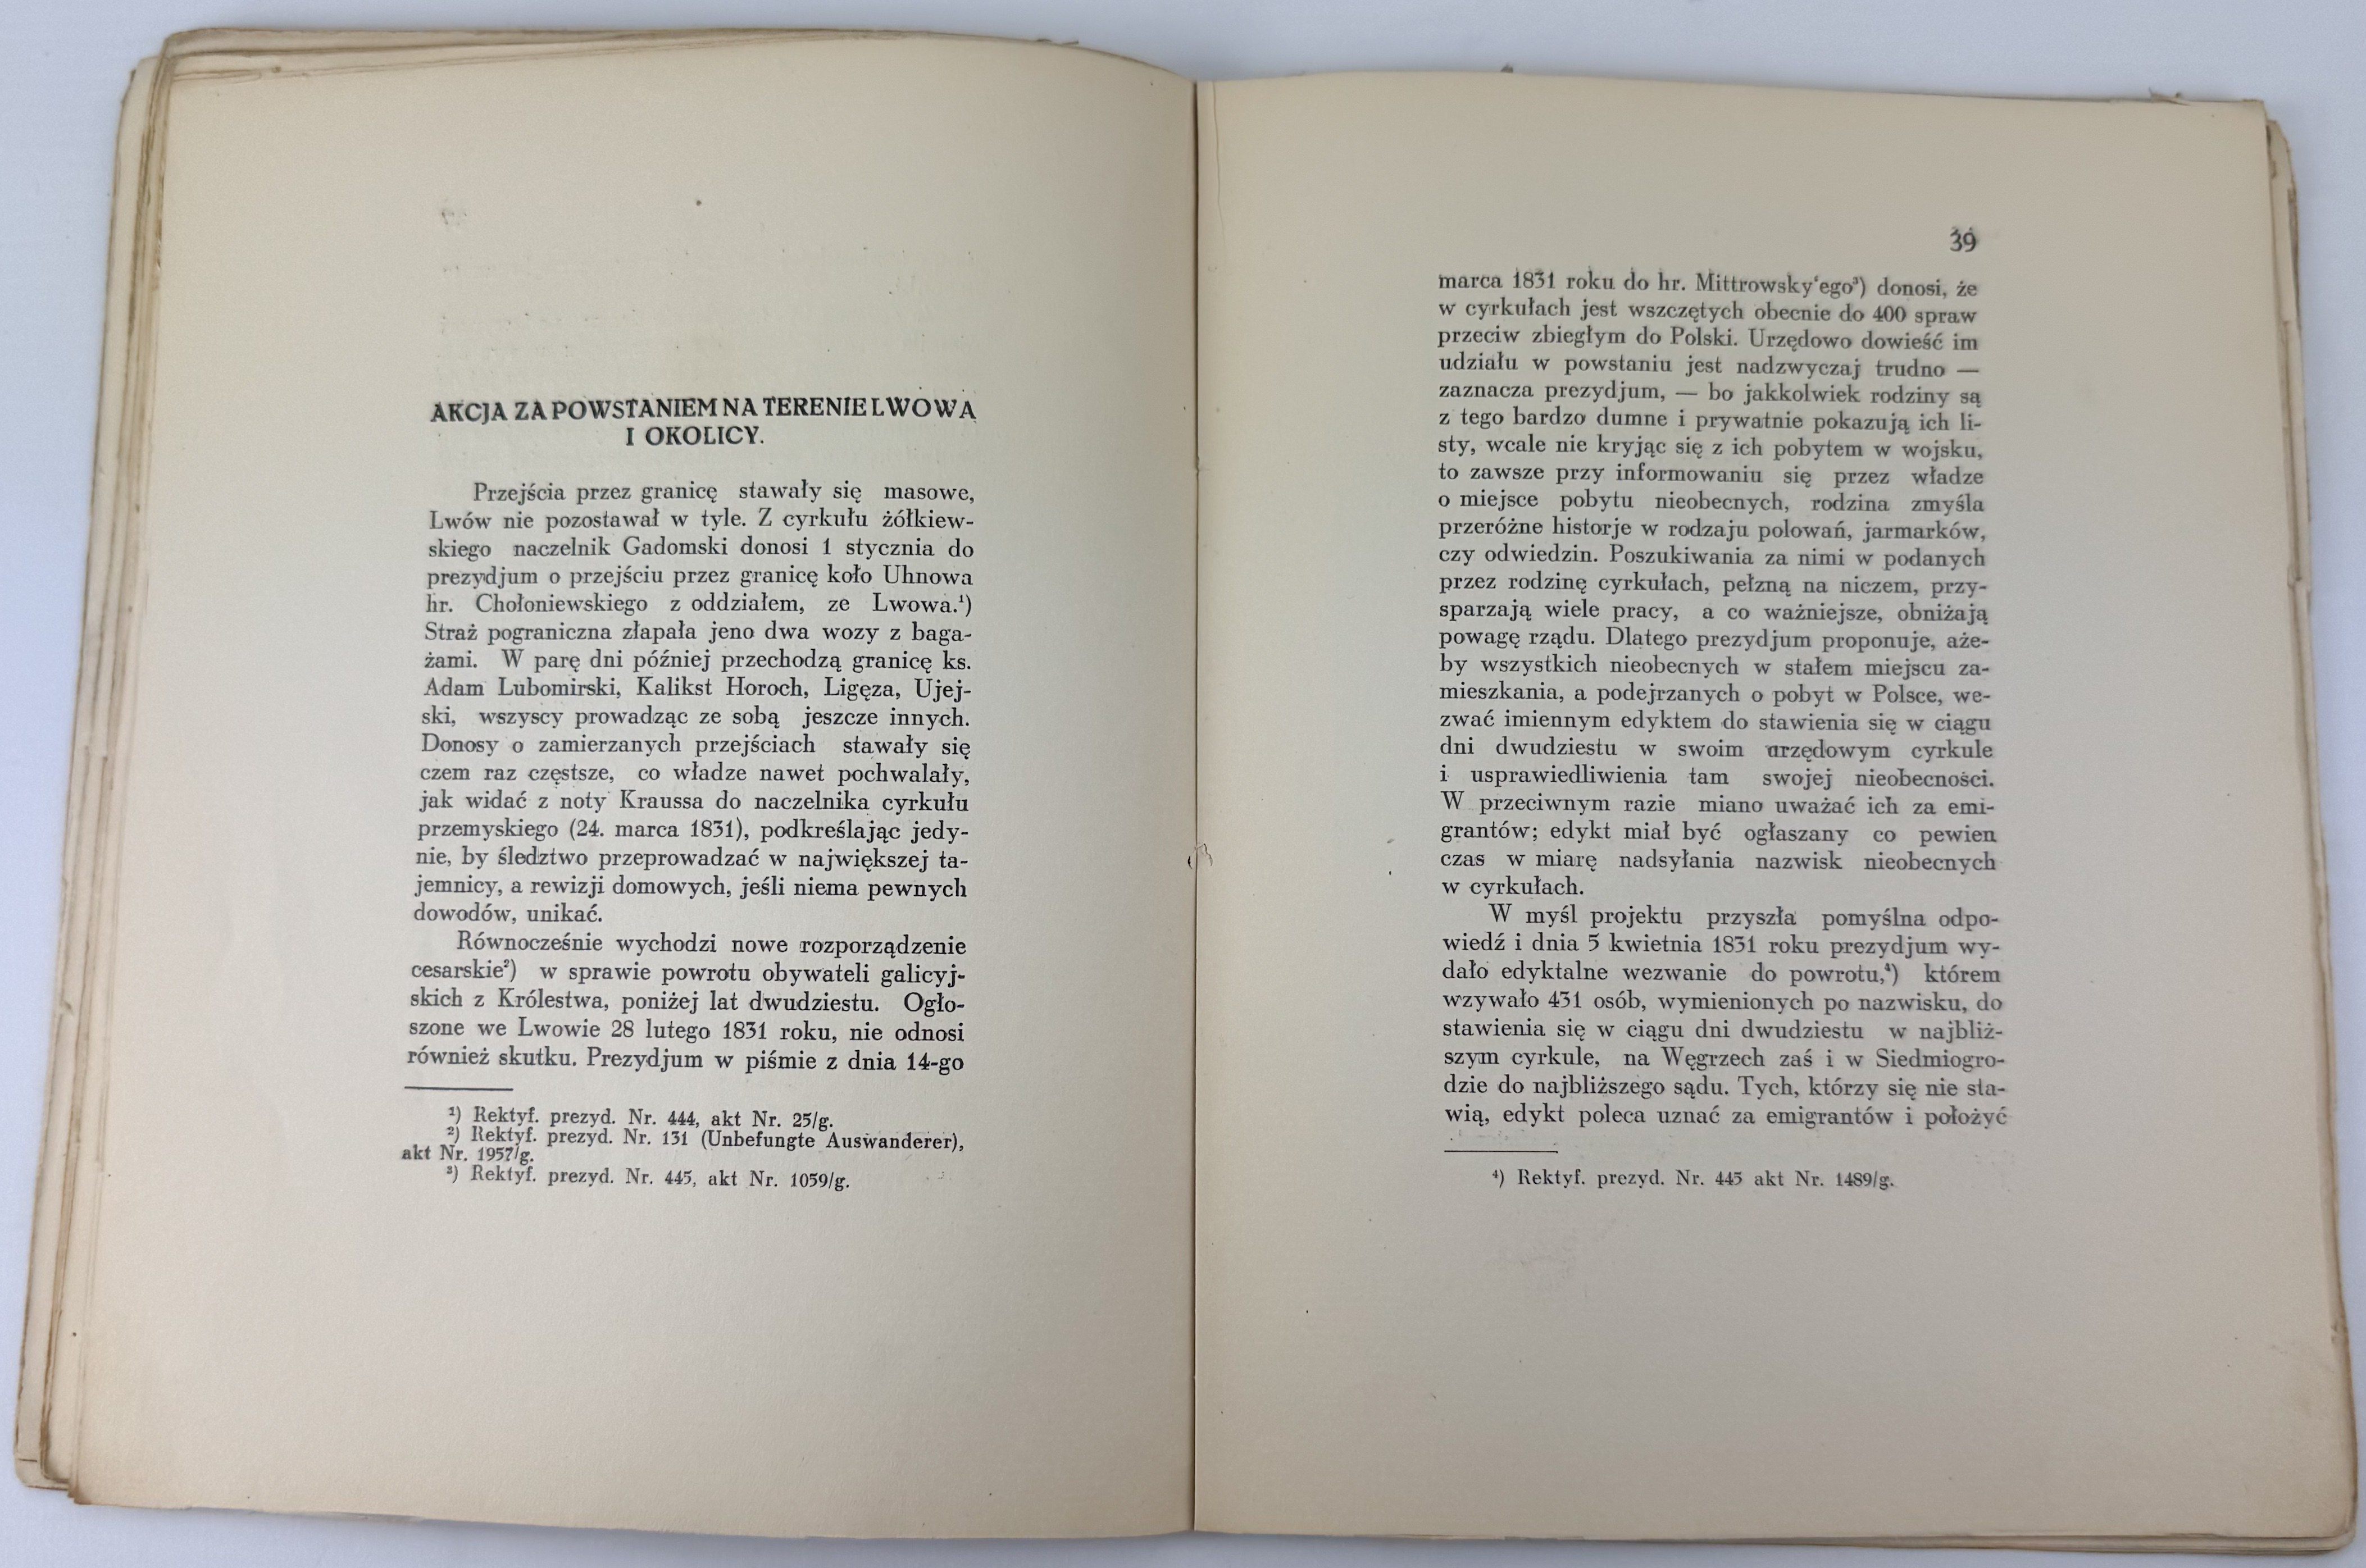 AKCJA ZA POWSTANIEM NA TERENIE LWOWA
I OKOLICY.
Przejścia przez granicę stawały się masowe,
Lwów nie pozostawał w tyle. Z cyrkułu żółkiew-
skiego naczelnik Gadomski donosi 1 stycznia do
prezydjum o przejściu przez granicę koło Uhnowa
hr. Chołoniewskiego z oddziałem, ze Lwowa.¹)
Straż pograniczna złapała jeno dwa wozy z baga-
żami. W parę dni później przechodzą granicę ks.
Adam Lubomirski, Kalikst Horoch, Ligęza, Ujej-
ski, wszyscy prowadząc ze sobą jeszcze innych.
Donosy o zamierzanych przejściach stawały się
czem raz częstsze, co władze nawet pochwalały,
jak widać z noty Kraussa do naczelnika cyrkułu
przemyskiego (24. marca 1831), podkreślając jedy-
nie, by śledztwo przeprowadzać w największej ta-
jemnicy, a rewizji domowych, jeśli niema pewnych
dowodów, unikać.
Równocześnie wychodzi nowe rozporządzenie
cesarskie²) w sprawie powrotu obywateli galicyj-
skich z Królestwa, poniżej lat dwudziestu. Ogło-
szone we Lwowie 28 lutego 1831 roku, nie odnosi
również skutku. Prezydjum w piśmie z dnia 14-go
¹) Rektyf. prezyd. Nr. 444, akt Nr. 25/g.
²) Rektyf. prezyd. Nr. 131 (Unbefungte Auswanderer),
akt Nr. 1957/g.
³) Rektyf. prezyd. Nr. 445, akt Nr. 1059/g.
39
marca 1831 roku do hr. Mittrowsky‘ego³) donosi, że
w cyrkułach jest wszczętych obecnie do 400 spraw
przeciw zbiegłym do Polski. Urzędowo dowieść im
udziału w powstaniu jest nadzwyczaj trudno —
zaznacza prezydjum, — bo jakkolwiek rodziny są
z tego bardzo dumne i prywatnie pokazują ich li-
sty, wcale nie kryjąc się z ich pobytem w wojsku,
to zawsze przy informowaniu się przez władze
o miejsce pobytu nieobecnych, rodzina zmyśla
przeróżne historje w rodzaju polowań, jarmarków,
czy odwiedzin. Poszukiwania za nimi w podanych
przez rodzinę cyrkułach, pełzną na niczem, przy-
sparzają wiele pracy, a co ważniejsze, obniżają
powagę rządu. Dlatego prezydjum proponuje, aże-
by wszystkich nieobecnych w stałem miejscu za-
mieszkania, a podejrzanych o pobyt w Polsce, we-
zwać imiennym edyktem do stawienia się w ciągu
dni dwudziestu w swoim urzędowym cyrkule
i usprawiedliwienia tam swojej nieobecności.
W przeciwnym razie miano uważać ich za emi-
grantów; edykt miał być ogłaszany co pewien
czas w miarę nadsyłania nazwisk nieobecnych
w cyrkułach.
W myśl projektu przyszła pomyślna odpo-
wiedź i dnia 5 kwietnia 1831 roku prezydjum wy-
dało edyktalne wezwanie do powrotu,⁴) którem
wzywało 431 osób, wymienionych po nazwisku, do
stawienia się w ciągu dni dwudziestu w najbliż-
szym cyrkule, na Węgrzech zaś i w Siedmiogro-
dzie do najbliższego sądu. Tych, którzy się nie sta-
wią, edykt poleca uznać za emigrantów i położyć
⁴) Rektyf. prezyd. Nr. 445 akt Nr. 1489/g.